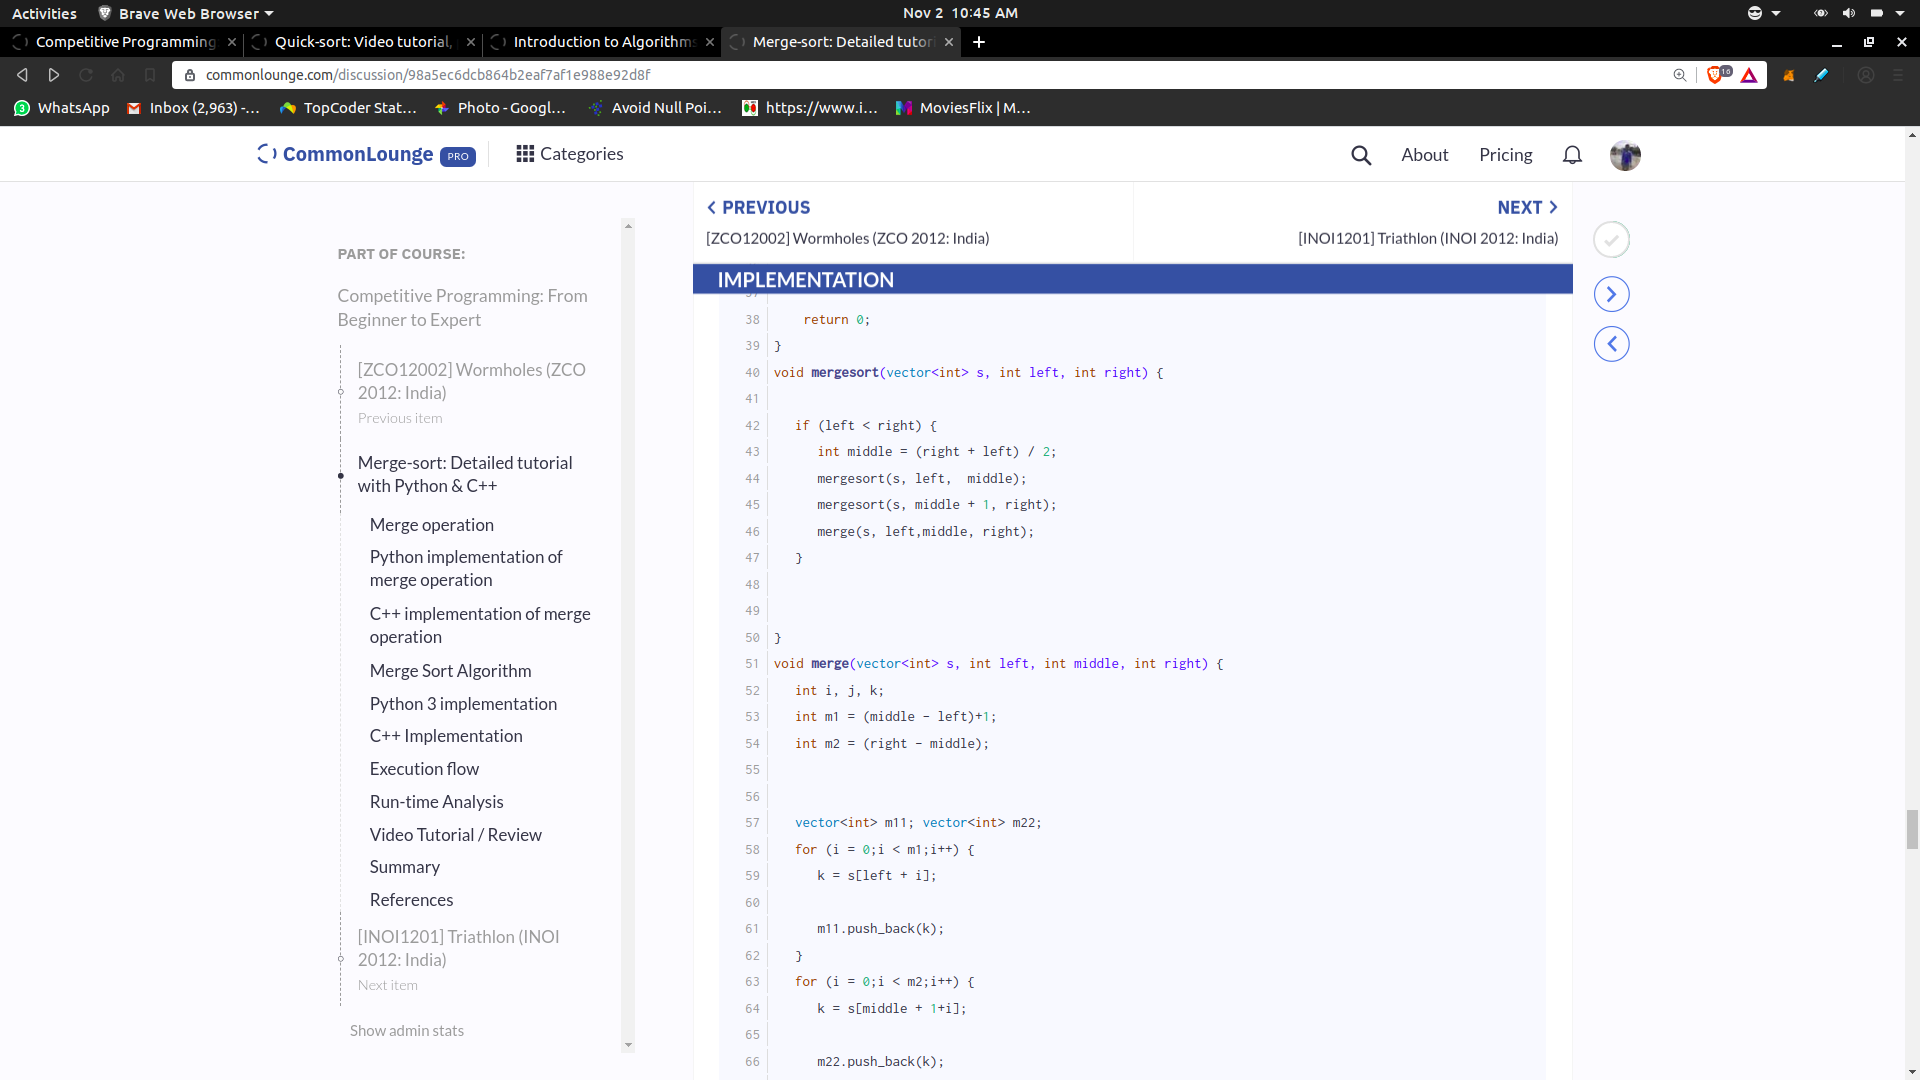 Activities Brave Web Browser Nov 2 10:45 AM
Competitive Programming Quick-sort: Video tutorial, Introduction to Algorithms Merge-sort: Detailed tutori
commonlounge.com/discussion/98a5ec6dcb864b2eaf7af1e988e92d8f 16
3 WhatsApp Inbox (2,963) -... TopCoder Stat... Photo - Googl... Avoid Null Poi... https://www.i... MoviesFlix | M...
CommonLounge PRO Categories About Pricing
PART OF COURSE:
Competitive Programming: From
Beginner to Expert
[ZCO12002] Wormholes (ZCO
2012: India)
Previous item
Merge-sort: Detailed tutorial
with Python & C++
Merge operation
Python implementation of
merge operation
C++ implementation of merge
operation
Merge Sort Algorithm
Python 3 implementation
C++ Implementation
Execution flow
Run-time Analysis
Video Tutorial / Review
Summary
References
[INOI1201] Triathlon (INOI
2012: India)
Next item
Show admin stats
PREVIOUS NEXT
[ZCO12002] Wormholes (ZCO 2012: India) [INOI1201] Triathlon (INOI 2012: India)
IMPLEMENTATION
37
38 return 0;
39 }
40 void mergesort(vector<int> s, int left, int right) {
41
42 if (left < right) {
43 int middle = (right + left) / 2;
44 mergesort(s, left,  middle);
45 mergesort(s, middle + 1, right);
46 merge(s, left,middle, right);
47 }
48
49
50 }
51 void merge(vector<int> s, int left, int middle, int right) {
52 int i, j, k;
53 int m1 = (middle - left)+1;
54 int m2 = (right - middle);
55
56
57 vector<int> m11; vector<int> m22;
58 for (i = 0;i < m1;i++) {
59 k = s[left + i];
60
61 m11.push_back(k);
62 }
63 for (i = 0;i < m2;i++) {
64 k = s[middle + 1+i];
65
66 m22.push_back(k);